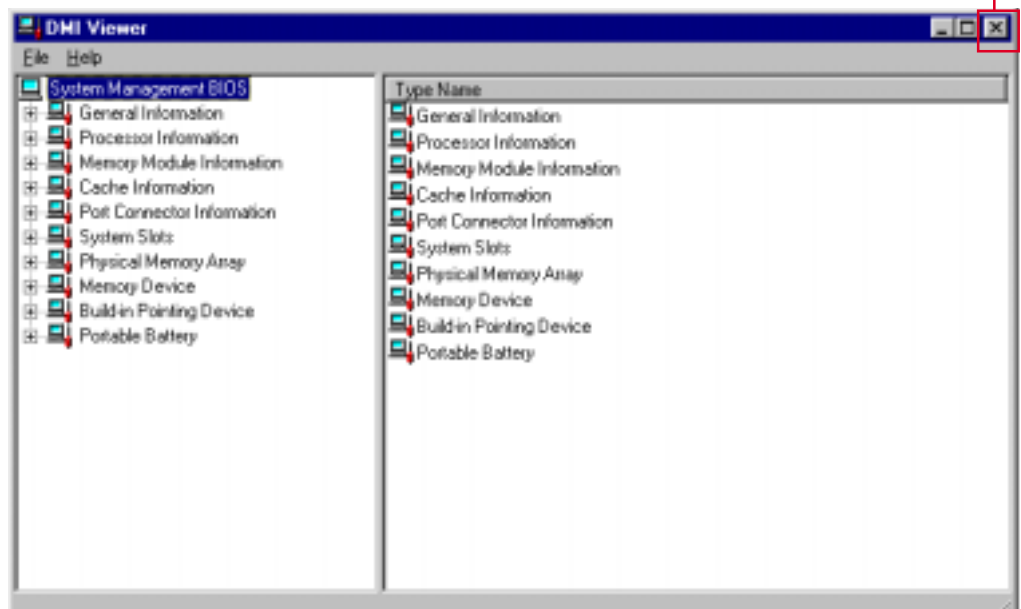 DMI Viewer
File Help
System Management BIOS
General Information
Processor Information
Memory Module Information
Cache Information
Port Connector Information
System Slots
Physical Memory Array
Memory Device
Build-in Pointing Device
Portable Battery
Type Name
General Information
Processor Information
Memory Module Information
Cache Information
Port Connector Information
System Slots
Physical Memory Array
Memory Device
Build-in Pointing Device
Portable Battery